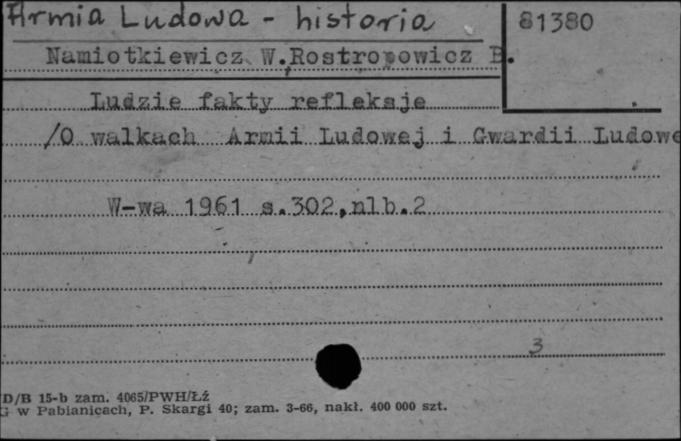 Armia Ludowa - historia
81380
Namiotkiewicz W.Rostropowicz B.
Ludzie fakty refleksje
/O walkach Armii Ludowej i Gwardii Ludowe
W-wa 1961 s.302,nlb.2
3
D/B 15-b zam. 4065/PWH/Łź
G w Pabianicach, P. Skargi 40; zam. 3-66, nakł. 400 000 szt.